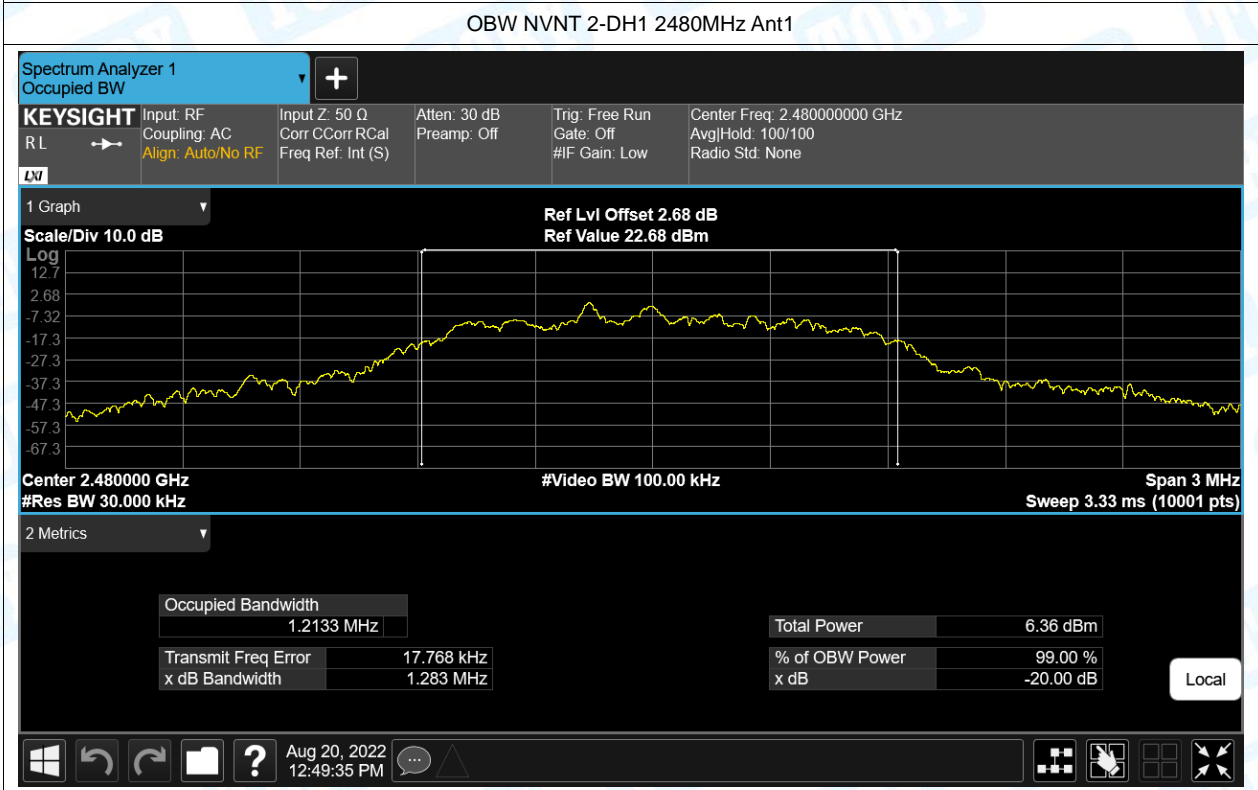 OBW NVNT 2-DH1 2480MHz Ant1
Spectrum Analyzer 1
Occupied BW
KEYSIGHT Input: RF Input Z: 50 Ω Atten: 30 dB Trig: Free Run Center Freq: 2.480000000 GHz
RL Coupling: AC Corr CCorr RCal Preamp: Off Gate: Off Avg|Hold: 100/100
Align: Auto/No RF Freq Ref: Int (S) #IF Gain: Low Radio Std: None
LXI
1 Graph
Ref Lvl Offset 2.68 dB
Scale/Div 10.0 dB Ref Value 22.68 dBm
Log
12.7
2.68
-7.32
-17.3
-27.3
-37.3
-47.3
-57.3
-67.3
Center 2.480000 GHz #Video BW 100.00 kHz Span 3 MHz
#Res BW 30.000 kHz Sweep 3.33 ms (10001 pts)
2 Metrics
Occupied Bandwidth
1.2133 MHz Total Power 6.36 dBm
Transmit Freq Error 17.768 kHz % of OBW Power 99.00 %
x dB Bandwidth 1.283 MHz x dB -20.00 dB
Local
? Aug 20, 2022
12:49:35 PM